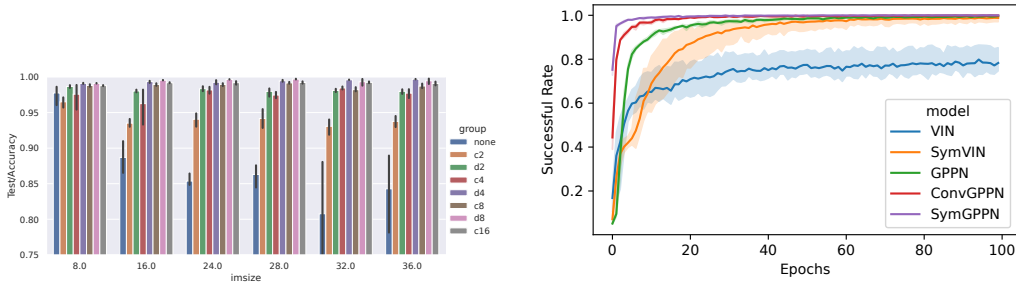 1.00
0.95
0.90
0.85
0.80
0.75
Test/Accuracy
8.0 16.0 24.0 28.0 32.0 36.0
imsize
group
none
c2
d2
c4
d4
c8
d8
c16
1.0
0.8
0.6
0.4
0.2
Successful Rate
0 20 40 60 80 100
Epochs
model
VIN
SymVIN
GPPN
ConvGPPN
SymGPPN